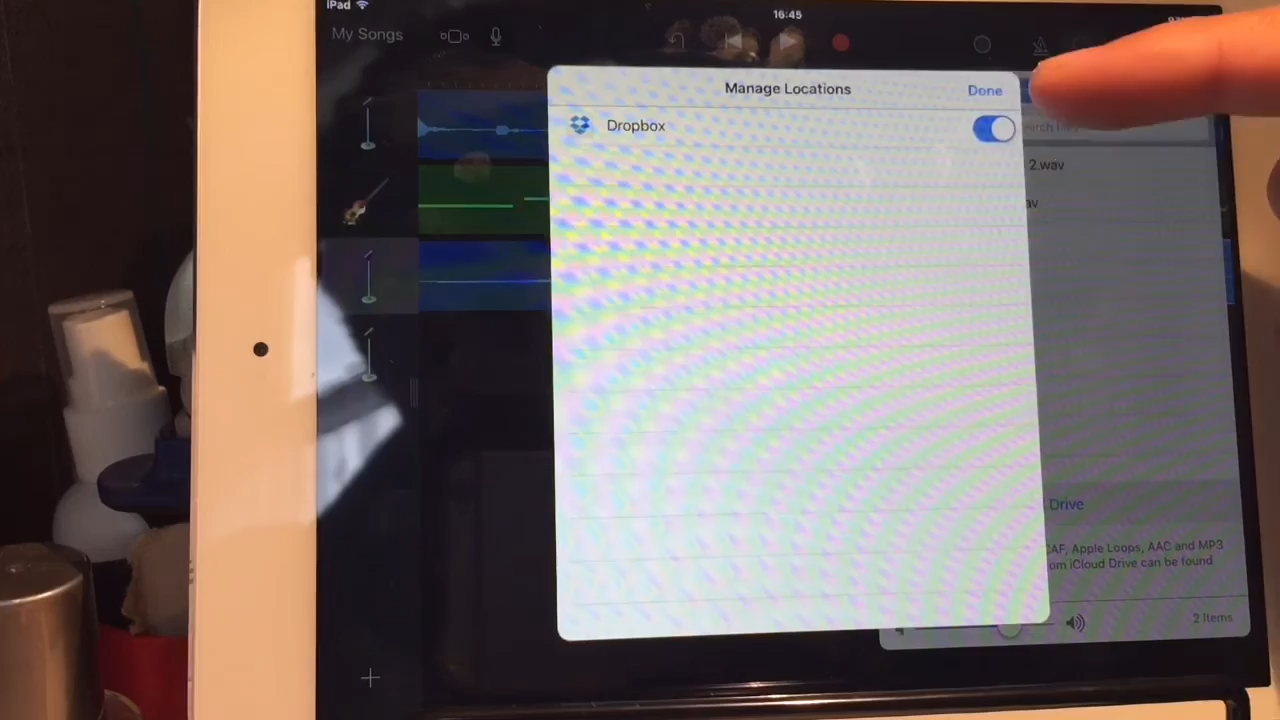 iPad
16:45
My Songs
Manage Locations
Done
Dropbox
2.wav
av
Drive
CAF, Apple Loops, AAC and MP3
om iCloud Drive can be found
2 Items